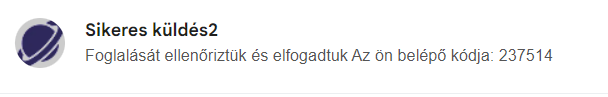 Sikeres küldés2
Foglalását ellenőriztük és elfogadtuk Az ön belépő kódja: 237514